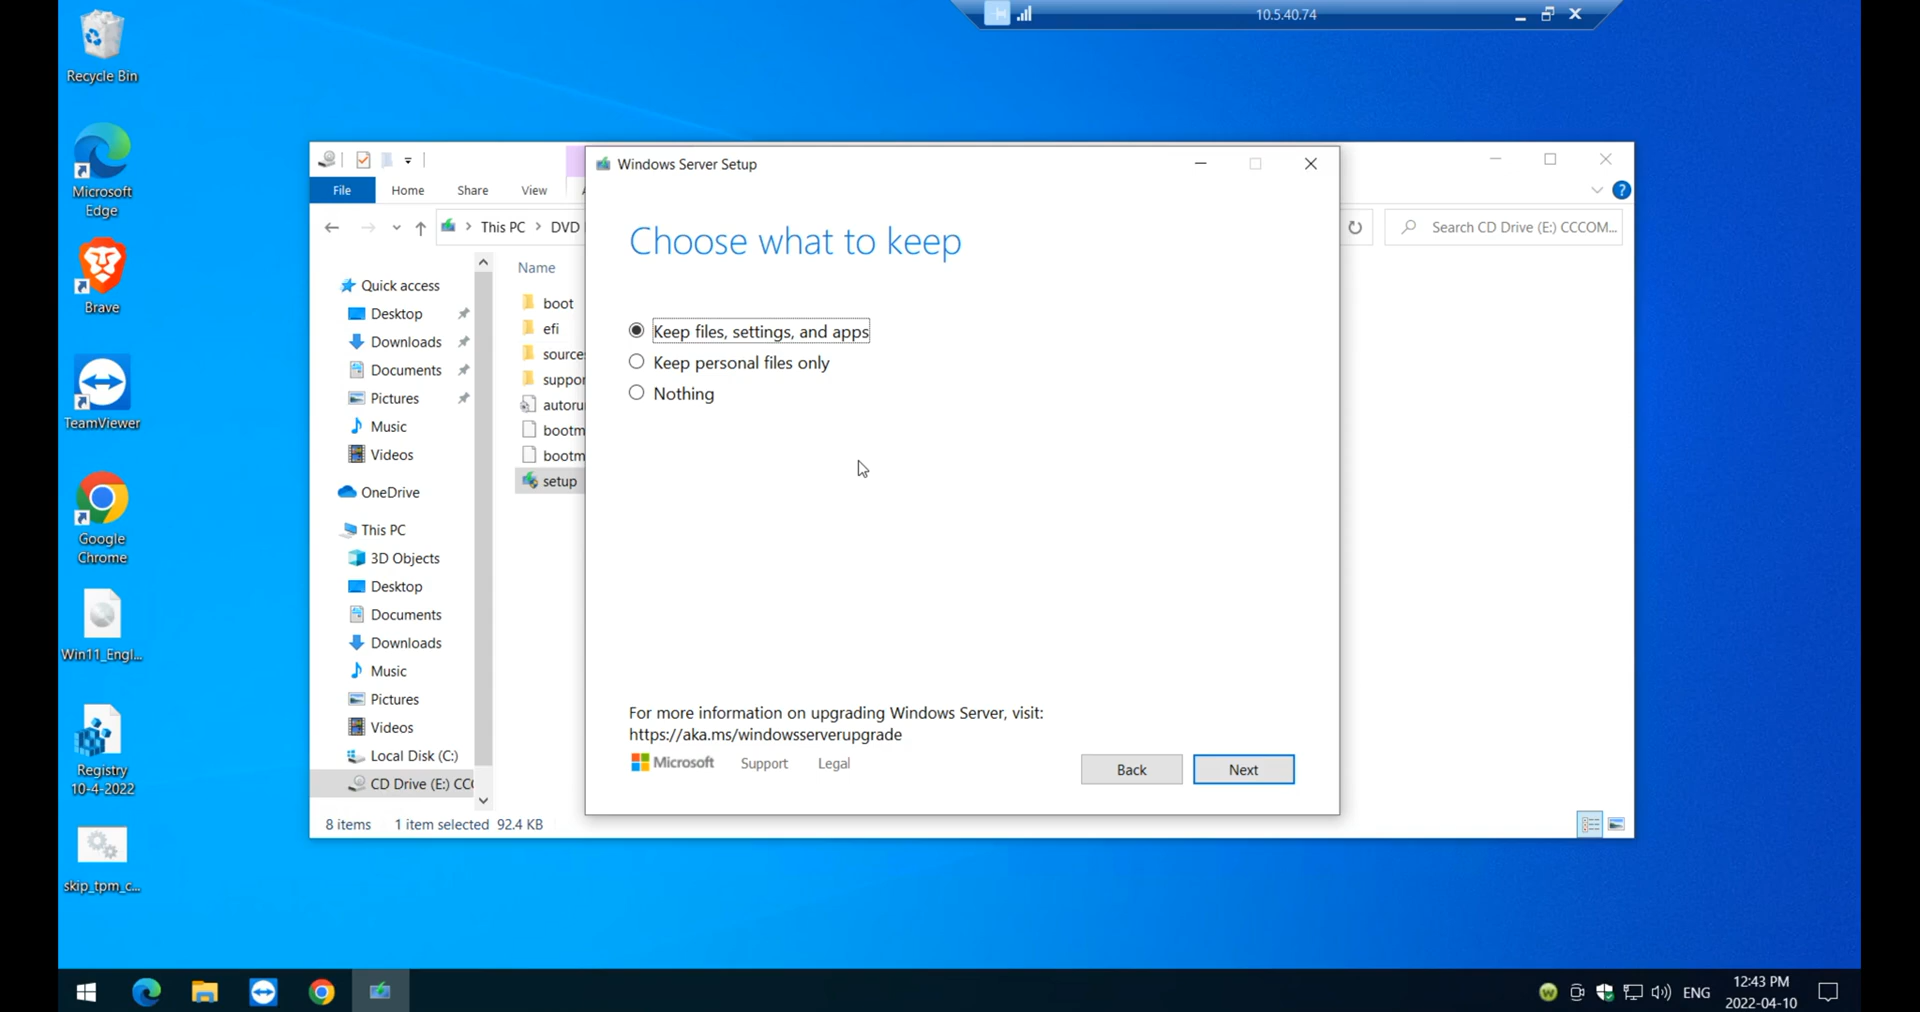 10.5.40.74
Recycle Bin
Microsoft
Edge
Brave
TeamViewer
Google
Chrome
Win11_Engl...
Registry
10-4-2022
skip_tpm_c...
File
Home
Share
View
This PC
DVD
Search CD Drive (E:) CCCOM...
Quick access
Desktop
Downloads
Documents
Pictures
Music
Videos
OneDrive
This PC
3D Objects
Desktop
Documents
Downloads
Music
Pictures
Videos
Local Disk (C:)
CD Drive (E:) CCC
Name
boot
efi
source
suppor
autoru
bootm
bootm
setup
8 items
1 item selected 92.4 KB
Windows Server Setup
Choose what to keep
Keep files, settings, and apps
Keep personal files only
Nothing
For more information on upgrading Windows Server, visit:
https://aka.ms/windowsserverupgrade
Microsoft
Support
Legal
Back
Next
ENG
12:43 PM
2022-04-10